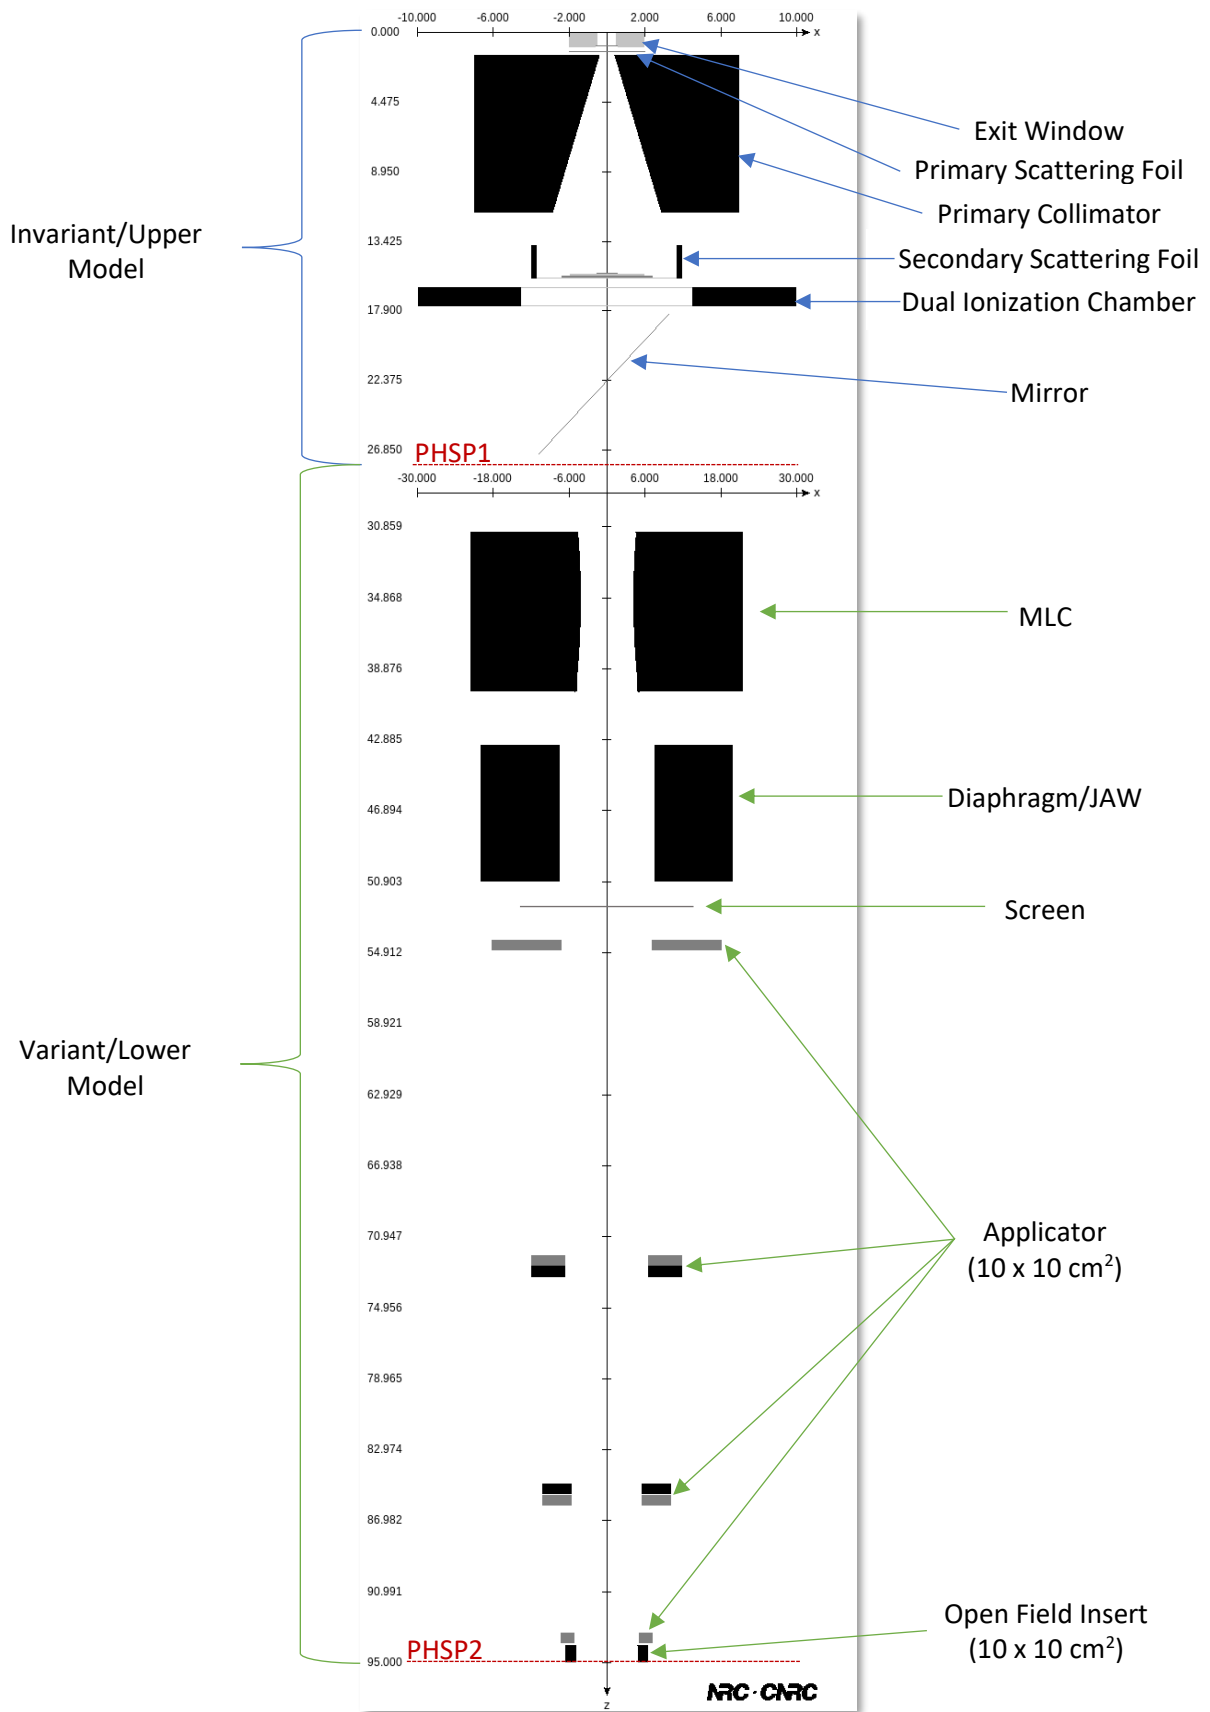 -10.000 -6.000 -2.000 2.000 6.000 10.000
0.000 x
4.475
Exit Window
8.950
Primary Scattering Foil
Primary Collimator
Invariant/Upper
Model
13.425
Secondary Scattering Foil
Dual Ionization Chamber
17.900
22.375
Mirror
26.850
PHSP1
-30.000 -18.000 -6.000 6.000 18.000 30.000
x
30.859
34.868
MLC
38.876
42.885
Diaphragm/JAW
46.894
50.903
Screen
54.912
58.921
Variant/Lower
Model
62.929
66.938
70.947
Applicator
(10 x 10 cm²)
74.956
78.965
82.974
86.982
90.991
Open Field Insert
(10 x 10 cm²)
PHSP2
95.000
NRC·CNRC
z